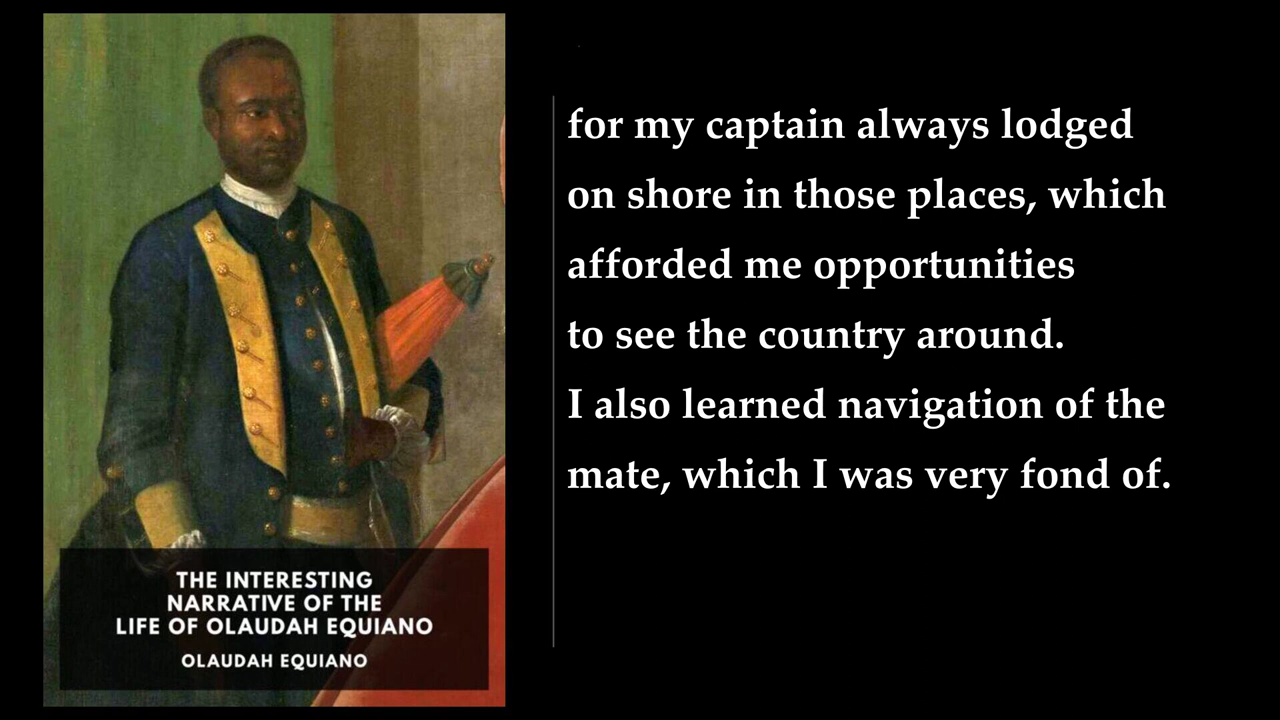 for my captain always lodged
on shore in those places, which
afforded me opportunities
to see the country around.
I also learned navigation of the
mate, which I was very fond of.
THE INTERESTING
NARRATIVE OF THE
LIFE OF OLAUDAH EQUIANO
OLAUDAH EQUIANO